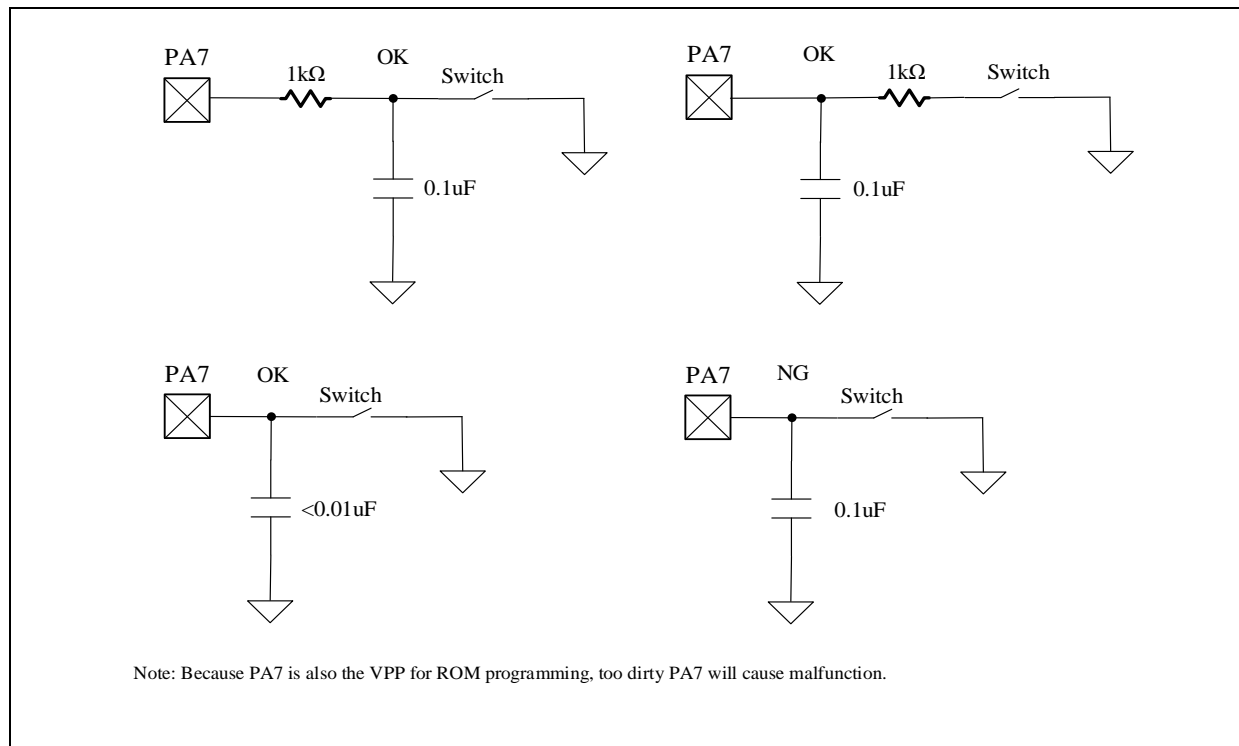 PA7
1kΩ
OK
Switch
0.1uF
PA7
OK
1kΩ
Switch
0.1uF
PA7
OK
Switch
<0.01uF
PA7
NG
Switch
0.1uF
Note: Because PA7 is also the VPP for ROM programming, too dirty PA7 will cause malfunction.